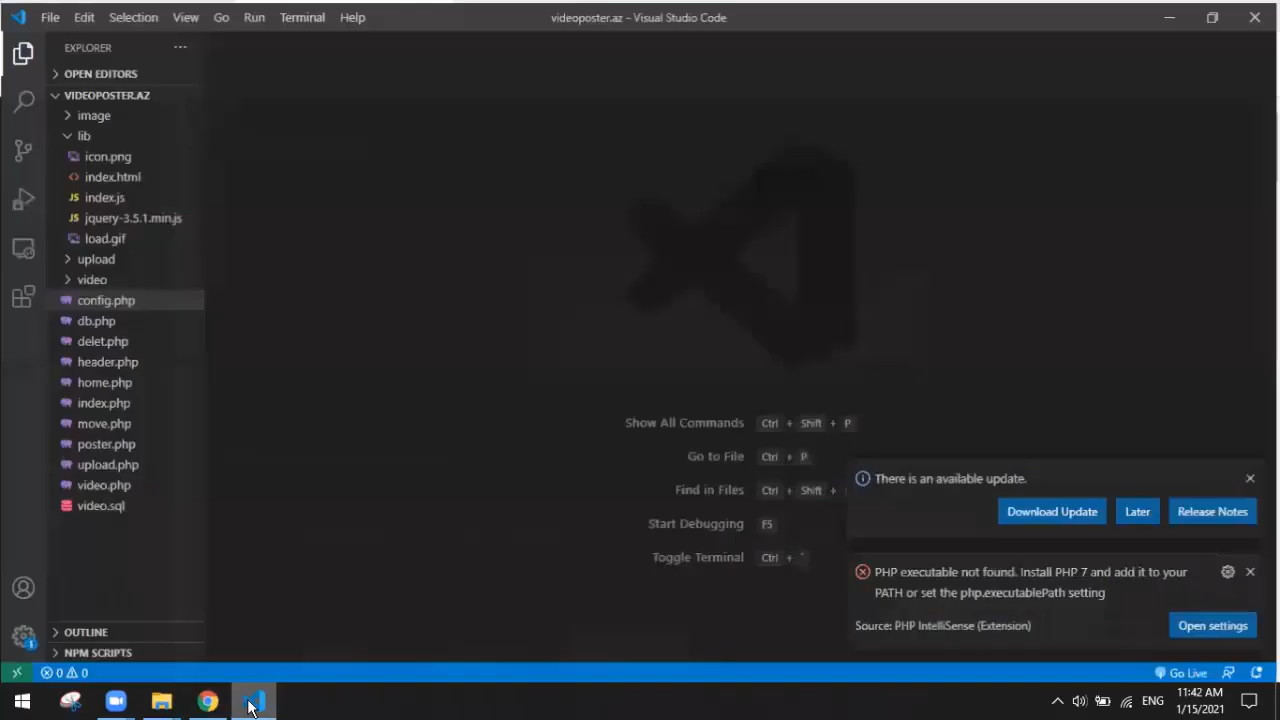 File Edit Selection View Go Run Terminal Help
videoposter.az - Visual Studio Code
EXPLORER
OPEN EDITORS
VIDEOPOSTER.AZ
image
lib
icon.png
index.html
JS index.js
JS jquery-3.5.1.min.js
load.gif
upload
video
config.php
db.php
delet.php
header.php
home.php
index.php
move.php
poster.php
upload.php
video.php
video.sql
OUTLINE
NPM SCRIPTS
Show All Commands Ctrl + Shift + P
Go to File Ctrl + P
Find in Files Ctrl + Shift +
Start Debugging F5
Toggle Terminal Ctrl + `
There is an available update.
Download Update Later Release Notes
PHP executable not found. Install PHP 7 and add it to your
PATH or set the php.executablePath setting
Source: PHP IntelliSense (Extension) Open settings
1
0 0 Go Live
ENG 11:42 AM
1/15/2021